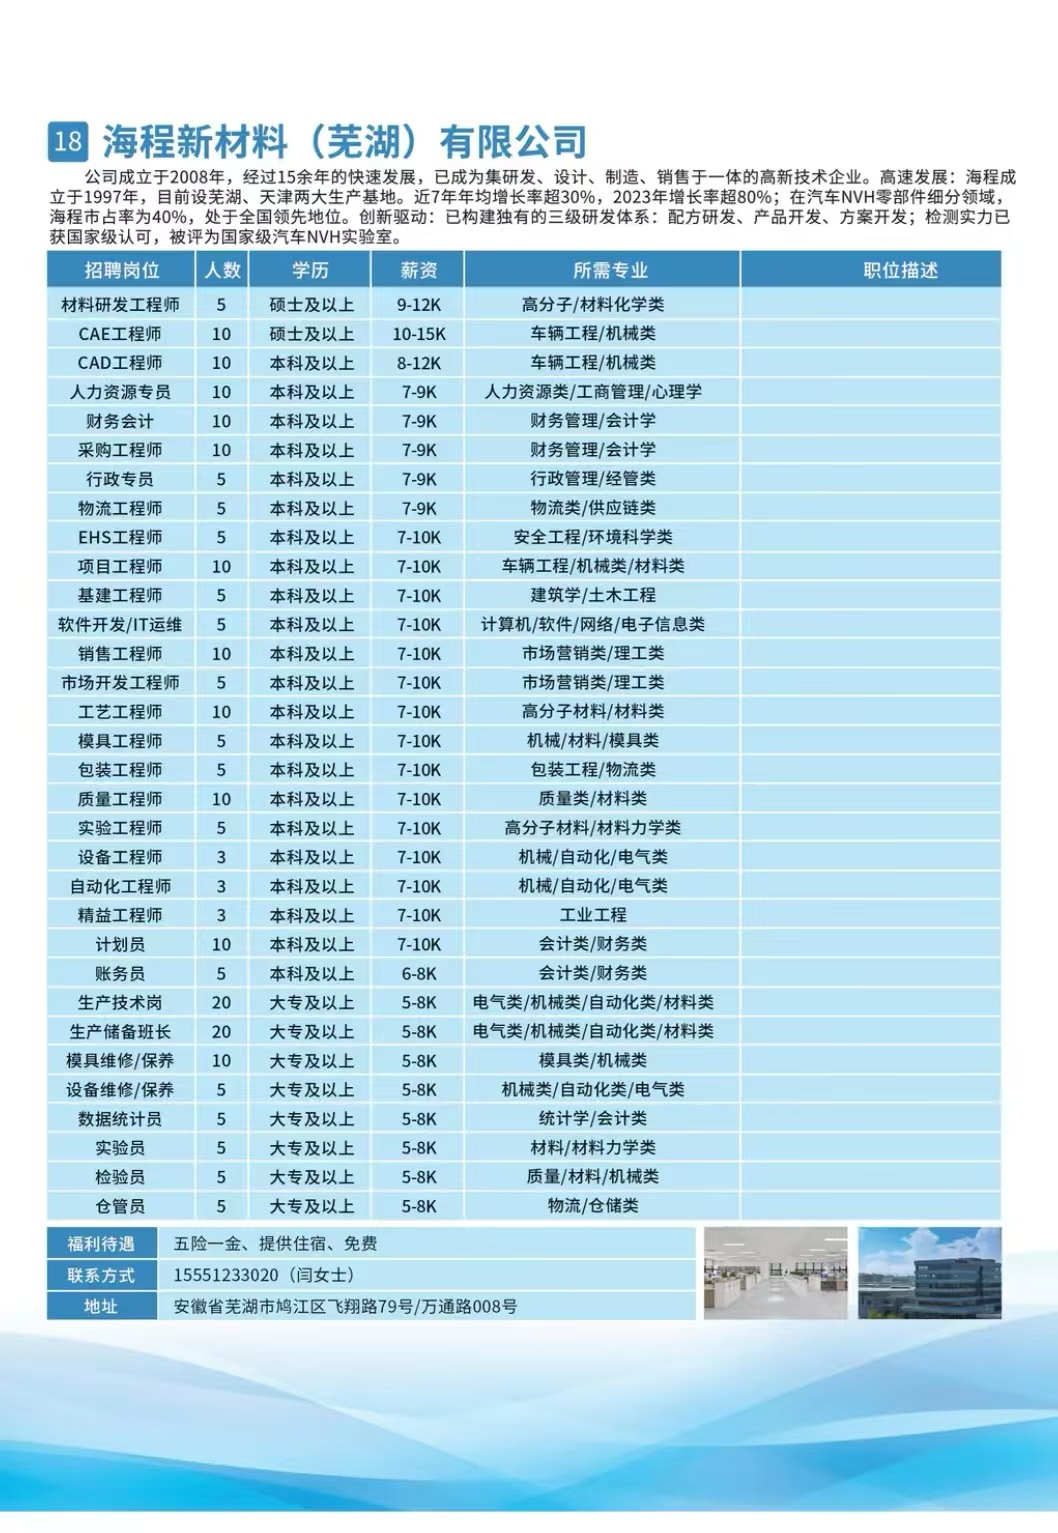 18 海程新材料（芜湖）有限公司
公司成立于2008年，经过15余年的快速发展，已成为集研发、设计、制造、销售于一体的高新技术企业。高速发展：海程成
立于1997年，目前设芜湖、天津两大生产基地。近7年年均增长率超30%，2023年增长率超80%；在汽车NVH零部件细分领域，
海程市占率为40%，处于全国领先地位。创新驱动：已构建独有的三级研发体系：配方研发、产品开发、方案开发；检测实力已
获国家级认可，被评为国家级汽车NVH实验室。
招聘岗位 人数 学历 薪资 所需专业 职位描述
材料研发工程师 5 硕士及以上 9-12K 高分子/材料化学类
CAE工程师 10 硕士及以上 10-15K 车辆工程/机械类
CAD工程师 10 本科及以上 8-12K 车辆工程/机械类
人力资源专员 10 本科及以上 7-9K 人力资源类/工商管理/心理学
财务会计 10 本科及以上 7-9K 财务管理/会计学
采购工程师 10 本科及以上 7-9K 财务管理/会计学
行政专员 5 本科及以上 7-9K 行政管理/经管类
物流工程师 5 本科及以上 7-9K 物流类/供应链类
EHS工程师 5 本科及以上 7-10K 安全工程/环境科学类
项目工程师 10 本科及以上 7-10K 车辆工程/机械类/材料类
基建工程师 5 本科及以上 7-10K 建筑学/土木工程
软件开发/IT运维 5 本科及以上 7-10K 计算机/软件/网络/电子信息类
销售工程师 10 本科及以上 7-10K 市场营销类/理工类
市场开发工程师 5 本科及以上 7-10K 市场营销类/理工类
工艺工程师 10 本科及以上 7-10K 高分子材料/材料类
模具工程师 5 本科及以上 7-10K 机械/材料/模具类
包装工程师 5 本科及以上 7-10K 包装工程/物流类
质量工程师 10 本科及以上 7-10K 质量类/材料类
实验工程师 5 本科及以上 7-10K 高分子材料/材料力学类
设备工程师 3 本科及以上 7-10K 机械/自动化/电气类
自动化工程师 3 本科及以上 7-10K 机械/自动化/电气类
精益工程师 3 本科及以上 7-10K 工业工程
计划员 10 本科及以上 7-10K 会计类/财务类
账务员 5 本科及以上 6-8K 会计类/财务类
生产技术岗 20 大专及以上 5-8K 电气类/机械类/自动化类/材料类
生产储备班长 20 大专及以上 5-8K 电气类/机械类/自动化类/材料类
模具维修/保养 10 大专及以上 5-8K 模具类/机械类
设备维修/保养 5 大专及以上 5-8K 机械类/自动化类/电气类
数据统计员 5 大专及以上 5-8K 统计学/会计类
实验员 5 大专及以上 5-8K 材料/材料力学类
检验员 5 大专及以上 5-8K 质量/材料/机械类
仓管员 5 大专及以上 5-8K 物流/仓储类
福利待遇 五险一金、提供住宿、免费
联系方式 15551233020（闫女士）
地址 安徽省芜湖市鸠江区飞翔路79号/万通路008号